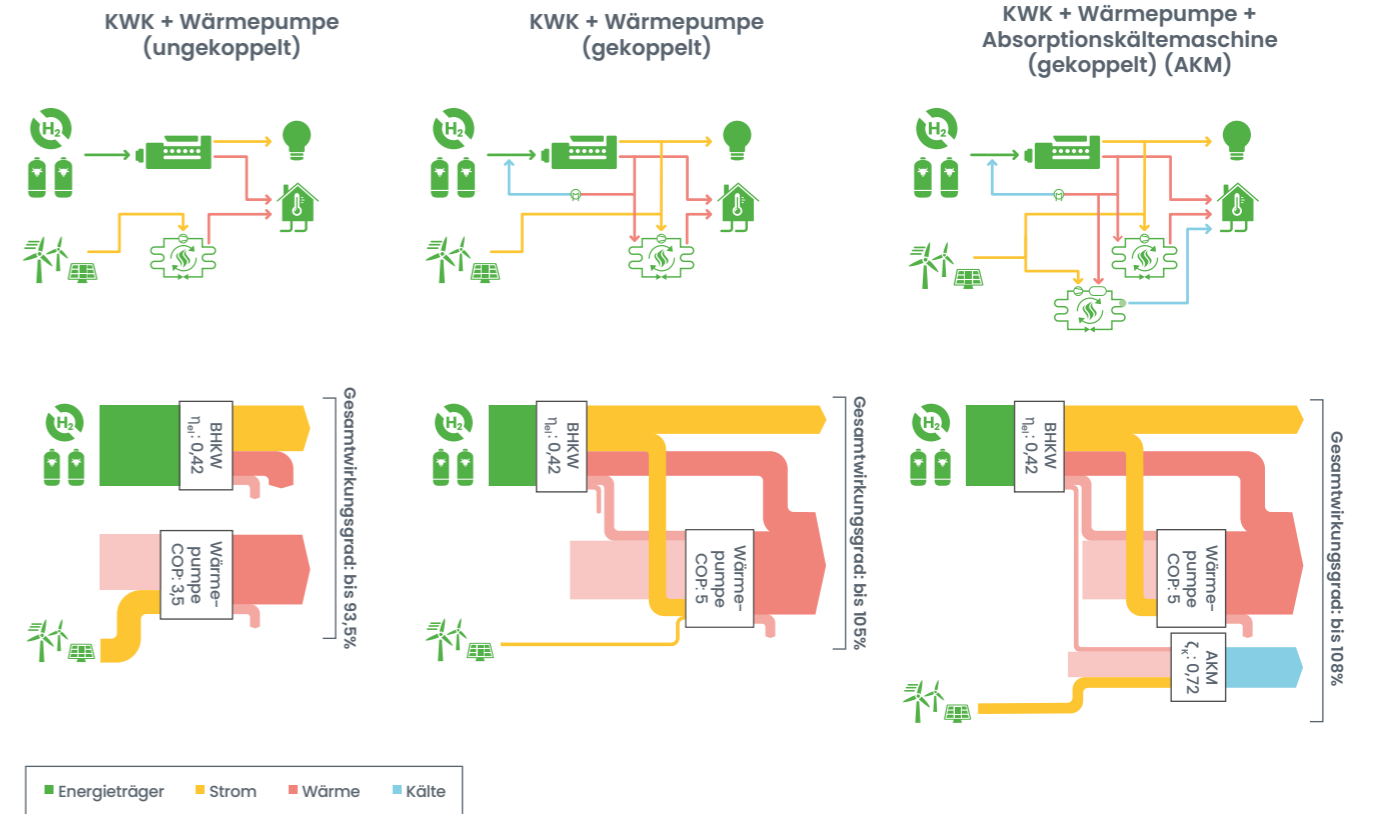 KWK + Wärmepumpe
(ungekoppelt)
KWK + Wärmepumpe
(gekoppelt)
KWK + Wärmepumpe +
Absorptionskältemaschine
(gekoppelt) (AKM)
H₂
H₂
H₂
H₂
BHKW
ηel: 0,42
Wärme-
pumpe
COP: 3,5
Gesamtwirkungsgrad: bis 93,5%
H₂
BHKW
ηel: 0,42
Wärme-
pumpe
COP: 5
Gesamtwirkungsgrad: bis 105%
H₂
BHKW
ηel: 0,42
Wärme-
pumpe
COP: 5
AKM
ζK: 0,72
Gesamtwirkungsgrad: bis 108%
Energieträger
Strom
Wärme
Kälte